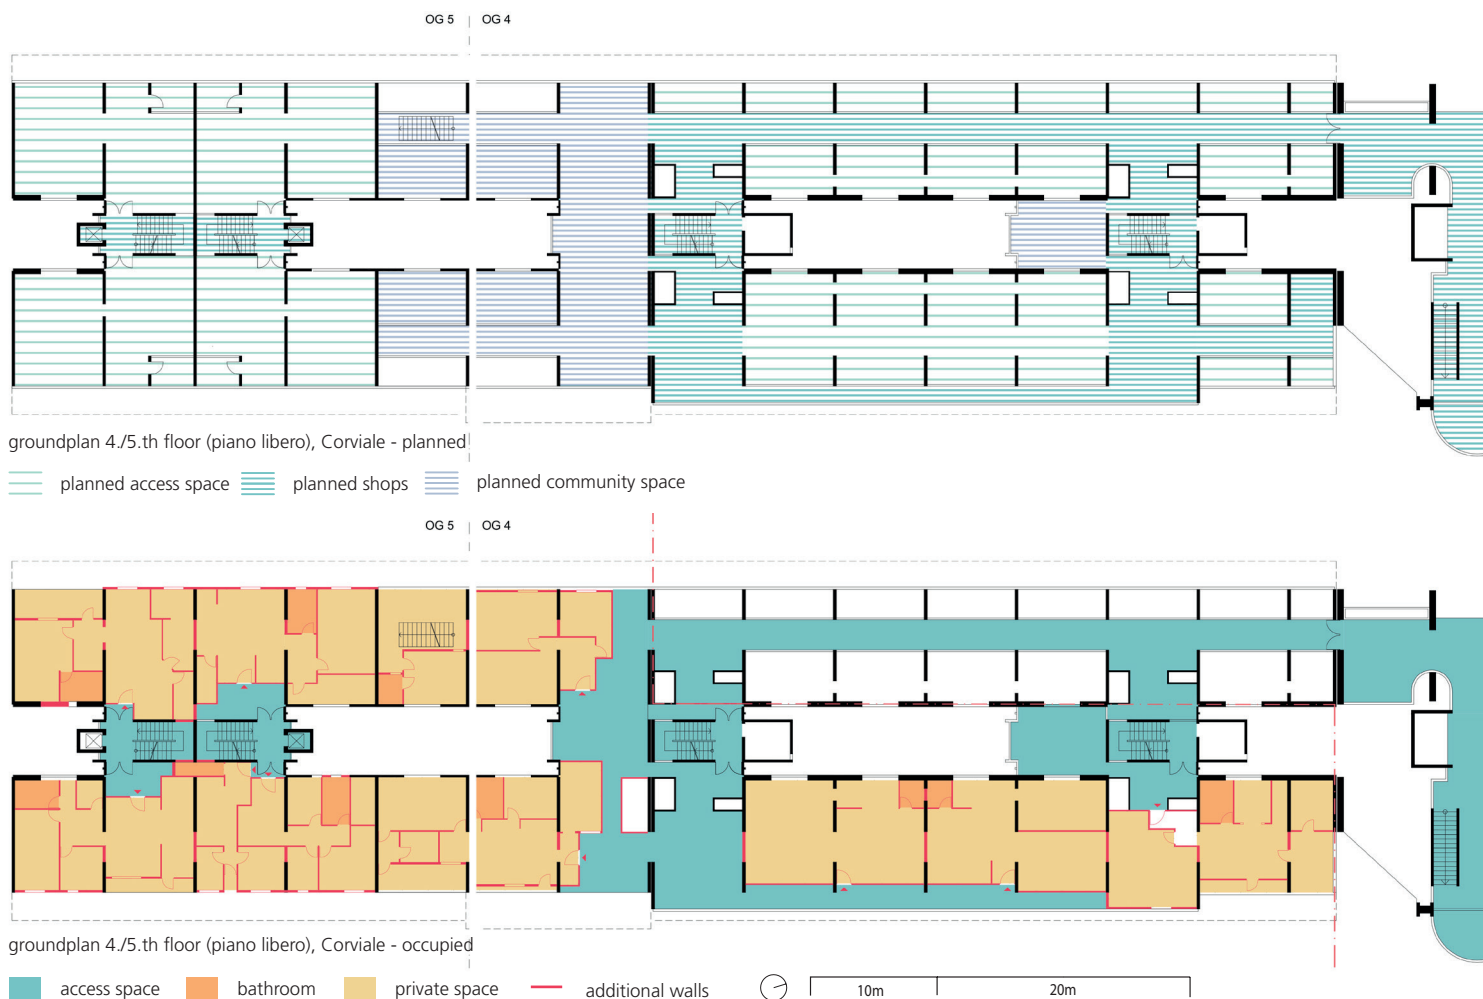 OG 5 OG 4
groundplan 4./5.th floor (piano libero), Corviale - planned
planned access space planned shops planned community space
OG 5 OG 4
groundplan 4./5.th floor (piano libero), Corviale - occupied
access space bathroom private space additional walls 10m 20m